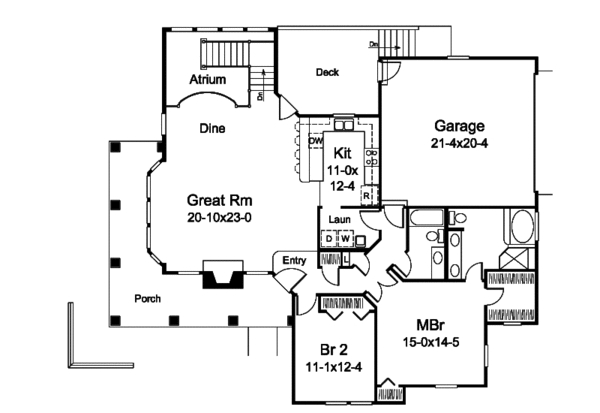 Dn
Deck
Atrium
Dn
Garage
21-4x20-4
Dine
DW
Kit
11-0x
12-4
R
Great Rm
20-10x23-0
Laun
D W
Entry
L
Porch
MBr
15-0x14-5
Br 2
11-1x12-4